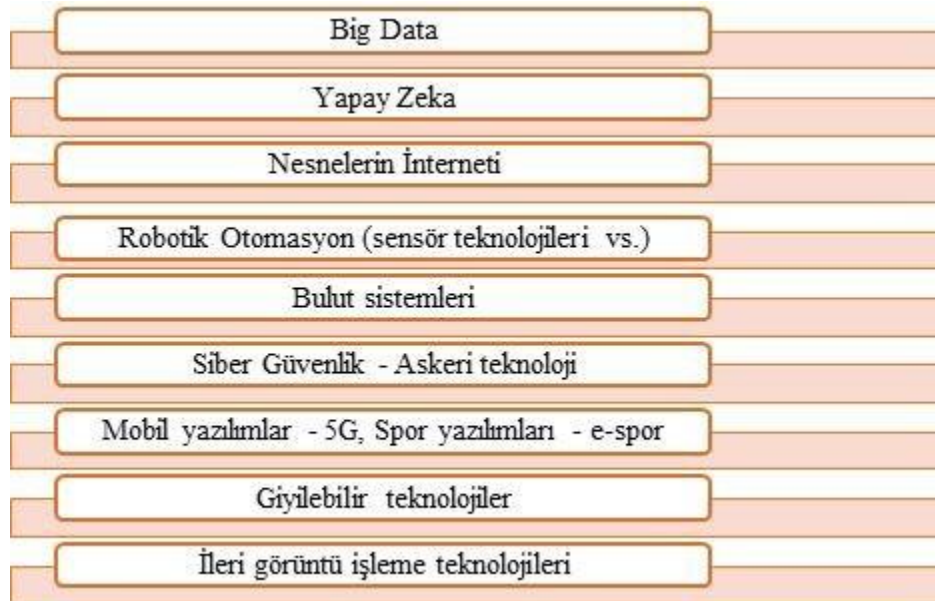 Big Data
Yapay Zeka
Nesnelerin İnterneti
Robotik Otomasyon (sensör teknolojileri vs.)
Bulut sistemleri
Siber Güvenlik - Askeri teknoloji
Mobil yazılımlar - 5G, Spor yazılımları - e-spor
Giyilebilir teknolojiler
İleri görüntü işleme teknolojileri